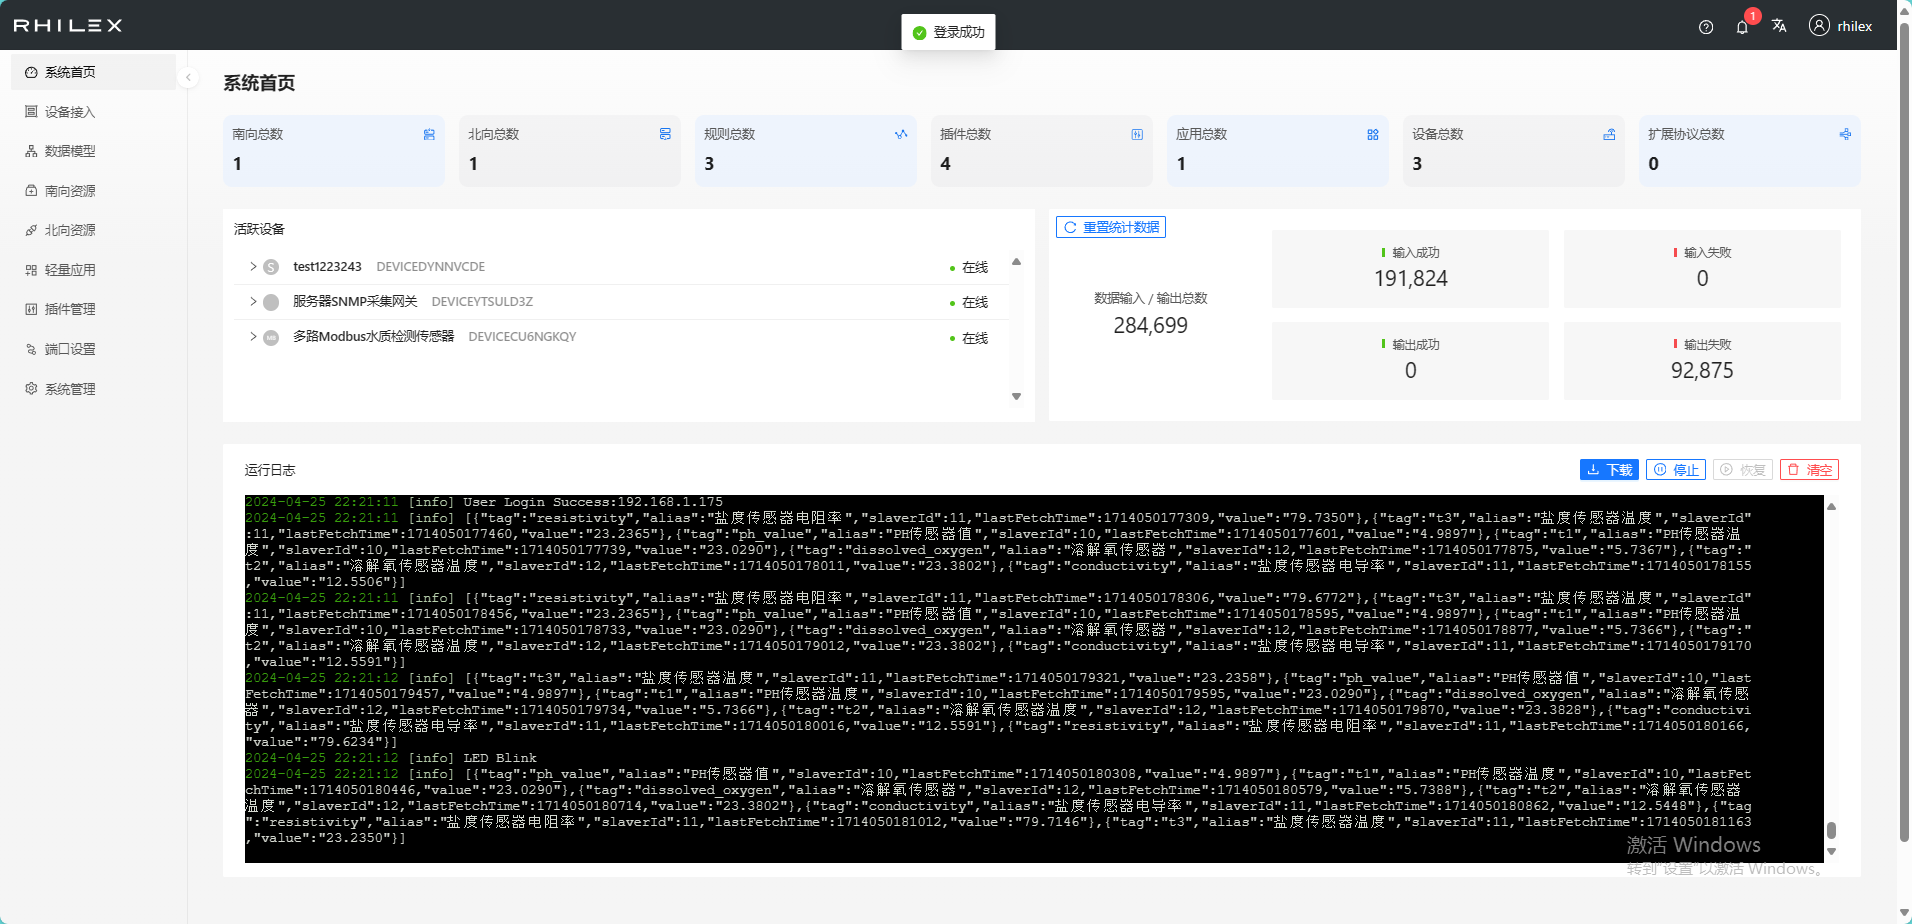 RHILEX
登录成功
1
rhilex
系统首页
设备接入
数据模型
南向资源
北向资源
轻量应用
插件管理
端口设置
系统管理
系统首页
南向总数
1
北向总数
1
规则总数
3
插件总数
4
应用总数
1
设备总数
3
扩展协议总数
0
活跃设备
S test1223243 DEVICEDYNNVCDE 在线
服务器SNMP采集网关 DEVICEYTSULD3Z 在线
多路Modbus水质检测传感器 DEVICECU6NGKQY 在线
重置统计数据
数据输入 / 输出总数
284,699
输入成功
191,824
输入失败
0
输出成功
0
输出失败
92,875
运行日志
下载 停止 恢复 清空
2024-04-25 22:21:11 [info] User Login Success:192.168.1.175
2024-04-25 22:21:11 [info] [{"tag":"resistivity","alias":"盐度传感器电阻率","slaverId":11,"lastFetchTime":1714050177309,"value":"79.7350"},{"tag":"t3","alias":"盐度传感器温度","slaverId"
:11,"lastFetchTime":1714050177460,"value":"23.2365"},{"tag":"ph_value","alias":"PH传感器值","slaverId":10,"lastFetchTime":1714050177601,"value":"4.9897"},{"tag":"t1","alias":"PH传感器温
度","slaverId":10,"lastFetchTime":1714050177739,"value":"23.0290"},{"tag":"dissolved_oxygen","alias":"溶解氧传感器","slaverId":12,"lastFetchTime":1714050177875,"value":"5.7367"},{"tag":"
t2","alias":"溶解氧传感器温度","slaverId":12,"lastFetchTime":1714050178011,"value":"23.3802"},{"tag":"conductivity","alias":"盐度传感器电导率","slaverId":11,"lastFetchTime":1714050178155
,"value":"12.5506"}]
2024-04-25 22:21:11 [info] [{"tag":"resistivity","alias":"盐度传感器电阻率","slaverId":11,"lastFetchTime":1714050178306,"value":"79.6772"},{"tag":"t3","alias":"盐度传感器温度","slaverId"
:11,"lastFetchTime":1714050178456,"value":"23.2365"},{"tag":"ph_value","alias":"PH传感器值","slaverId":10,"lastFetchTime":1714050178595,"value":"4.9897"},{"tag":"t1","alias":"PH传感器温
度","slaverId":10,"lastFetchTime":1714050178733,"value":"23.0290"},{"tag":"dissolved_oxygen","alias":"溶解氧传感器","slaverId":12,"lastFetchTime":1714050178877,"value":"5.7366"},{"tag":"
t2","alias":"溶解氧传感器温度","slaverId":12,"lastFetchTime":1714050179012,"value":"23.3802"},{"tag":"conductivity","alias":"盐度传感器电导率","slaverId":11,"lastFetchTime":1714050179170
,"value":"12.5591"}]
2024-04-25 22:21:12 [info] [{"tag":"t3","alias":"盐度传感器温度","slaverId":11,"lastFetchTime":1714050179321,"value":"23.2358"},{"tag":"ph_value","alias":"PH传感器值","slaverId":10,"last
FetchTime":1714050179457,"value":"4.9897"},{"tag":"t1","alias":"PH传感器温度","slaverId":10,"lastFetchTime":1714050179595,"value":"23.0290"},{"tag":"dissolved_oxygen","alias":"溶解氧传感
器","slaverId":12,"lastFetchTime":1714050179734,"value":"5.7366"},{"tag":"t2","alias":"溶解氧传感器温度","slaverId":12,"lastFetchTime":1714050179870,"value":"23.3828"},{"tag":"conductivi
ty","alias":"盐度传感器电导率","slaverId":11,"lastFetchTime":1714050180016,"value":"12.5591"},{"tag":"resistivity","alias":"盐度传感器电阻率","slaverId":11,"lastFetchTime":1714050180166,
"value":"79.6234"}]
2024-04-25 22:21:12 [info] LED Blink
2024-04-25 22:21:12 [info] [{"tag":"ph_value","alias":"PH传感器值","slaverId":10,"lastFetchTime":1714050180308,"value":"4.9897"},{"tag":"t1","alias":"PH传感器温度","slaverId":10,"lastFet
chTime":1714050180446,"value":"23.0290"},{"tag":"dissolved_oxygen","alias":"溶解氧传感器","slaverId":12,"lastFetchTime":1714050180579,"value":"5.7388"},{"tag":"t2","alias":"溶解氧传感器
温度","slaverId":12,"lastFetchTime":1714050180714,"value":"23.3802"},{"tag":"conductivity","alias":"盐度传感器电导率","slaverId":11,"lastFetchTime":1714050180862,"value":"12.5448"},{"tag
":"resistivity","alias":"盐度传感器电阻率","slaverId":11,"lastFetchTime":1714050181012,"value":"79.7146"},{"tag":"t3","alias":"盐度传感器温度","slaverId":11,"lastFetchTime":1714050181163
,"value":"23.2350"}]
激活 Windows
转到"设置"以激活 Windows。